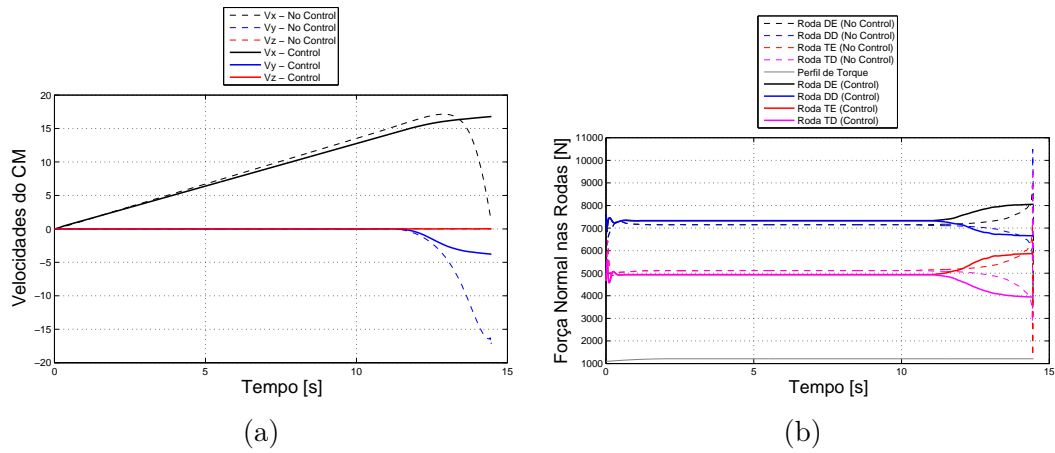 Vx − No Control
Vy − No Control
Vz − No Control
Vx − Control
Vy − Control
Vz − Control
20
15
10
5
0
−5
−10
−15
−20
Velocidades do CM
0
5
10
15
Tempo [s]
(a)
Roda DE (No Control)
Roda DD (No Control)
Roda TE (No Control)
Roda TD (No Control)
Perfil de Torque
Roda DE (Control)
Roda DD (Control)
Roda TE (Control)
Roda TD (Control)
11000
10000
9000
8000
7000
6000
5000
4000
3000
2000
1000
Força Normal nas Rodas [N]
0
5
10
15
Tempo [s]
(b)